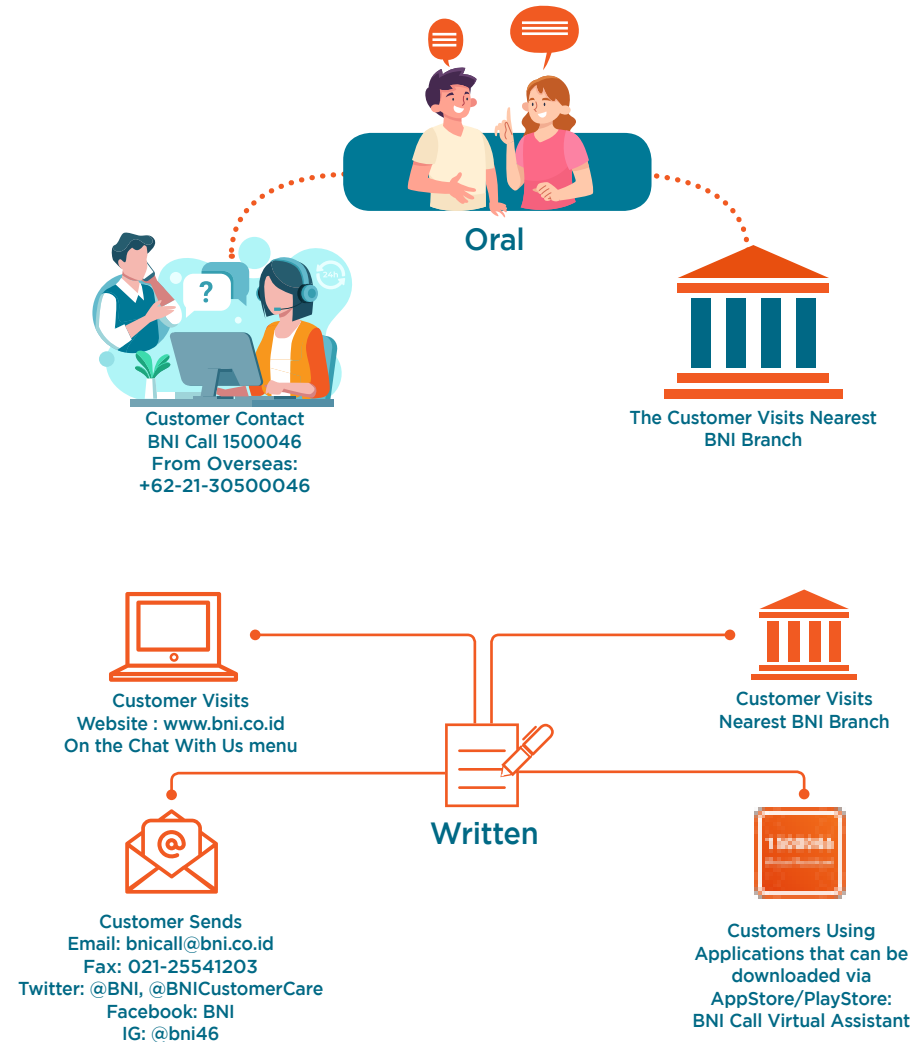 Oral
24h
?
Customer Contact
BNI Call 1500046
From Overseas:
+62-21-30500046
The Customer Visits Nearest
BNI Branch
Customer Visits
Website : www.bni.co.id
On the Chat With Us menu
Customer Visits
Nearest BNI Branch
Written
@
Customer Sends
Email: bnicall@bni.co.id
Fax: 021-25541203
Twitter: @BNI, @BNICustomerCare
Facebook: BNI
IG: @bni46
1500046
Customers Using
Applications that can be
downloaded via
AppStore/PlayStore:
BNI Call Virtual Assistant